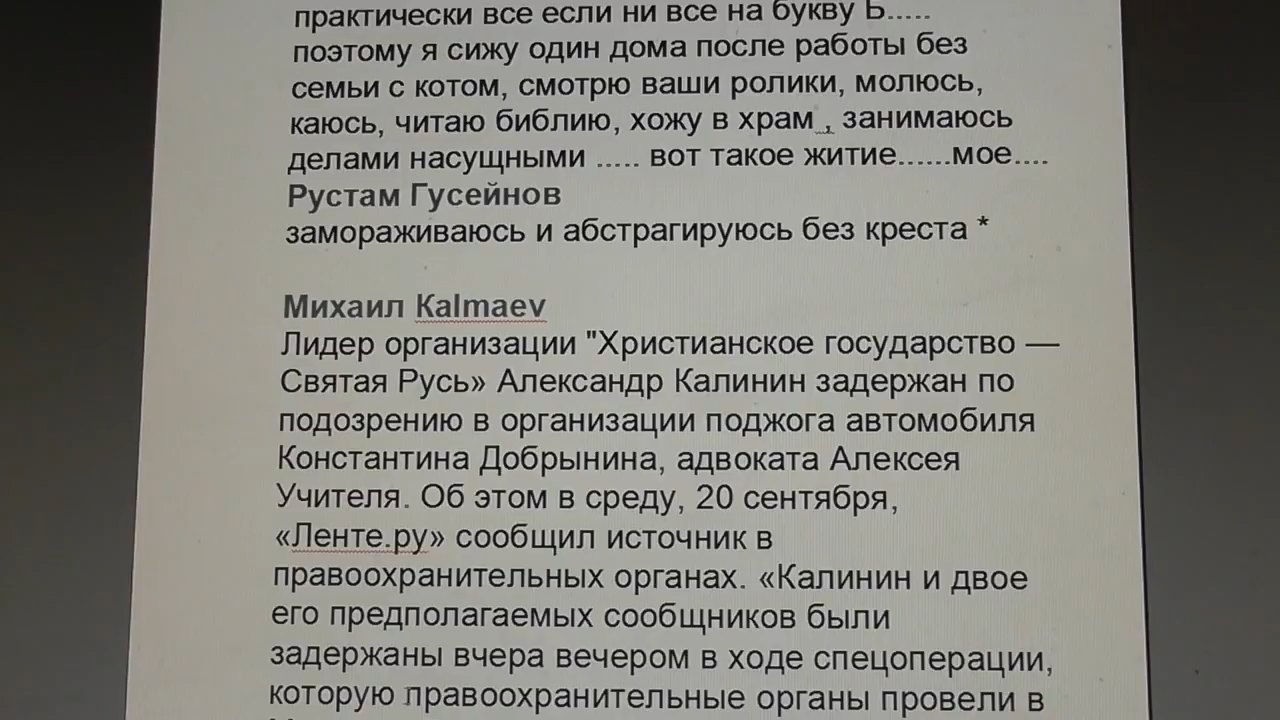 практически все если ни все на букву Б.....
поэтому я сижу один дома после работы без
семьи с котом, смотрю ваши ролики, молюсь,
каюсь, читаю библию, хожу в храм , занимаюсь
делами насущными ..... вот такое житие......мое....
Рустам Гусейнов
замораживаюсь и абстрагируюсь без креста *
Михаил Kalmaev
Лидер организации "Христианское государство —
Святая Русь» Александр Калинин задержан по
подозрению в организации поджога автомобиля
Константина Добрынина, адвоката Алексея
Учителя. Об этом в среду, 20 сентября,
«Ленте.ру» сообщил источник в
правоохранительных органах. «Калинин и двое
его предполагаемых сообщников были
задержаны вчера вечером в ходе спецоперации,
которую правоохранительные органы провели в